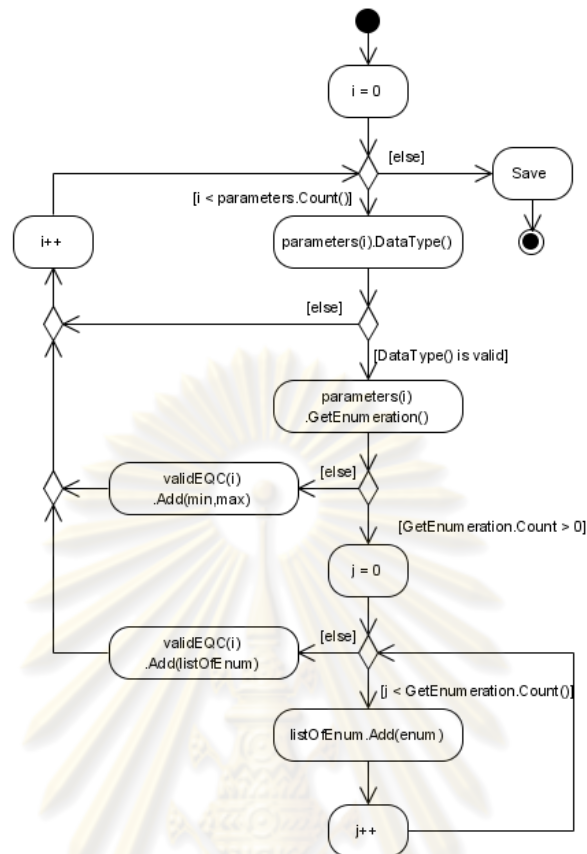 i = 0
[else]
Save
[i < parameters.Count()]
i++
parameters(i).DataType()
[else]
[DataType() is valid]
parameters(i)
.GetEnumeration()
[else]
validEQC(i)
.Add(min,max)
[GetEnumeration.Count > 0]
j = 0
[else]
validEQC(i)
.Add(listOfEnum)
[j < GetEnumeration.Count()]
listOfEnum.Add(enum)
j++